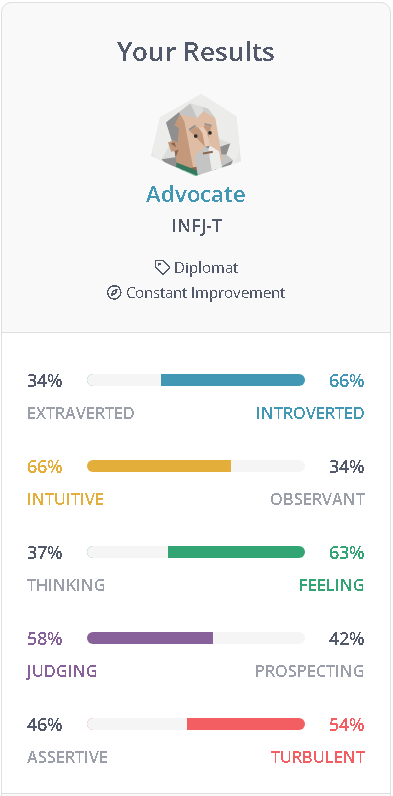 Your Results
Advocate
INFJ-T
Diplomat
Constant Improvement
34% 66%
EXTRAVERTED INTROVERTED
66% 34%
INTUITIVE OBSERVANT
37% 63%
THINKING FEELING
58% 42%
JUDGING PROSPECTING
46% 54%
ASSERTIVE TURBULENT